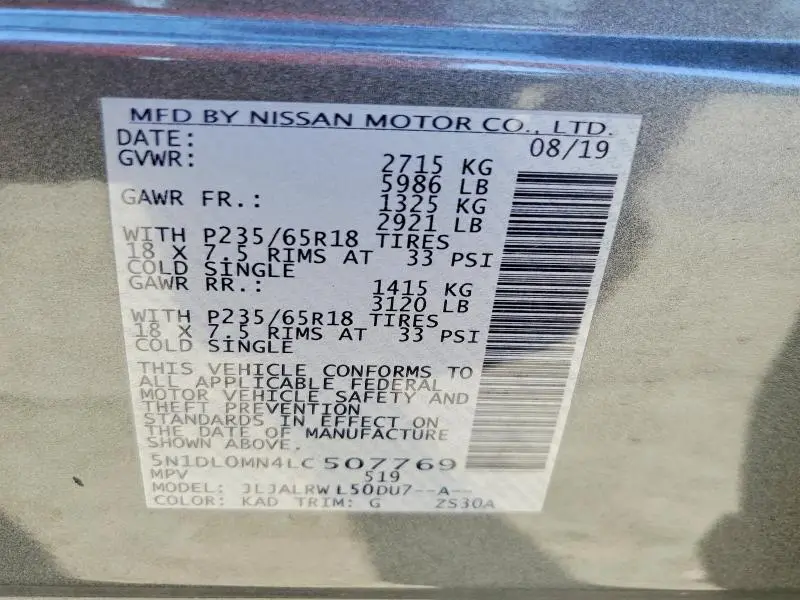 MFD BY NISSAN MOTOR CO., LTD.
DATE: 08/19
GVWR: 2715 KG
5986 LB
GAWR FR.: 1325 KG
2921 LB
WITH P235/65R18 TIRES
18 X 7.5 RIMS AT 33 PSI
COLD SINGLE
GAWR RR.: 1415 KG
3120 LB
WITH P235/65R18 TIRES
18 X 7.5 RIMS AT 33 PSI
COLD SINGLE
THIS VEHICLE CONFORMS TO
ALL APPLICABLE FEDERAL
MOTOR VEHICLE SAFETY AND
THEFT PREVENTION
STANDARDS IN EFFECT ON
THE DATE OF MANUFACTURE
SHOWN ABOVE.
5N1DL0MN4LC507769
MPV 519
MODEL: JLJALRWL50DU7--A--
COLOR: KAD TRIM: G ZS30A